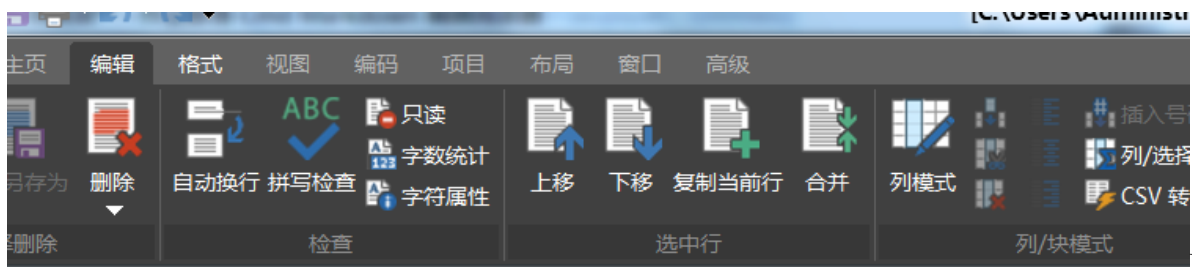 [C:\Users\Administr
主页 编辑 格式 视图 编码 项目 布局 窗口 高级
ABC 只读 插入号
123 字数统计 列/选择
另存为 删除 自动换行 拼写检查 字符属性 上移 下移 复制当前行 合并 列模式 CSV 转
删除 检查 选中行 列/块模式